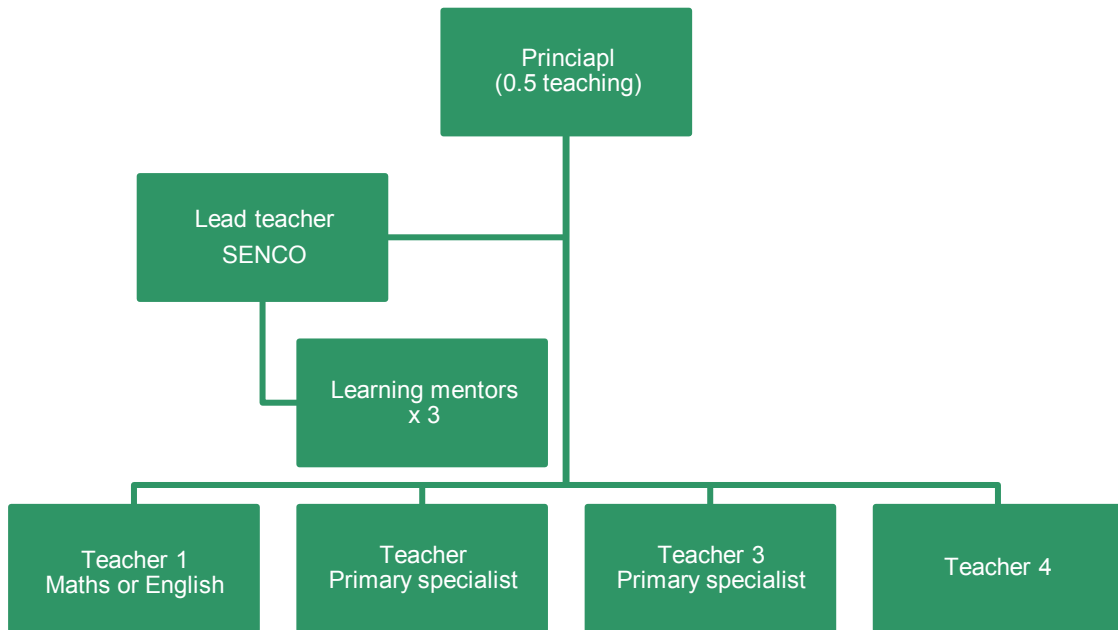 Princiapl
(0.5 teaching)
Lead teacher
SENCO
Learning mentors
x 3
Teacher 1
Maths or English
Teacher
Primary specialist
Teacher 3
Primary specialist
Teacher 4